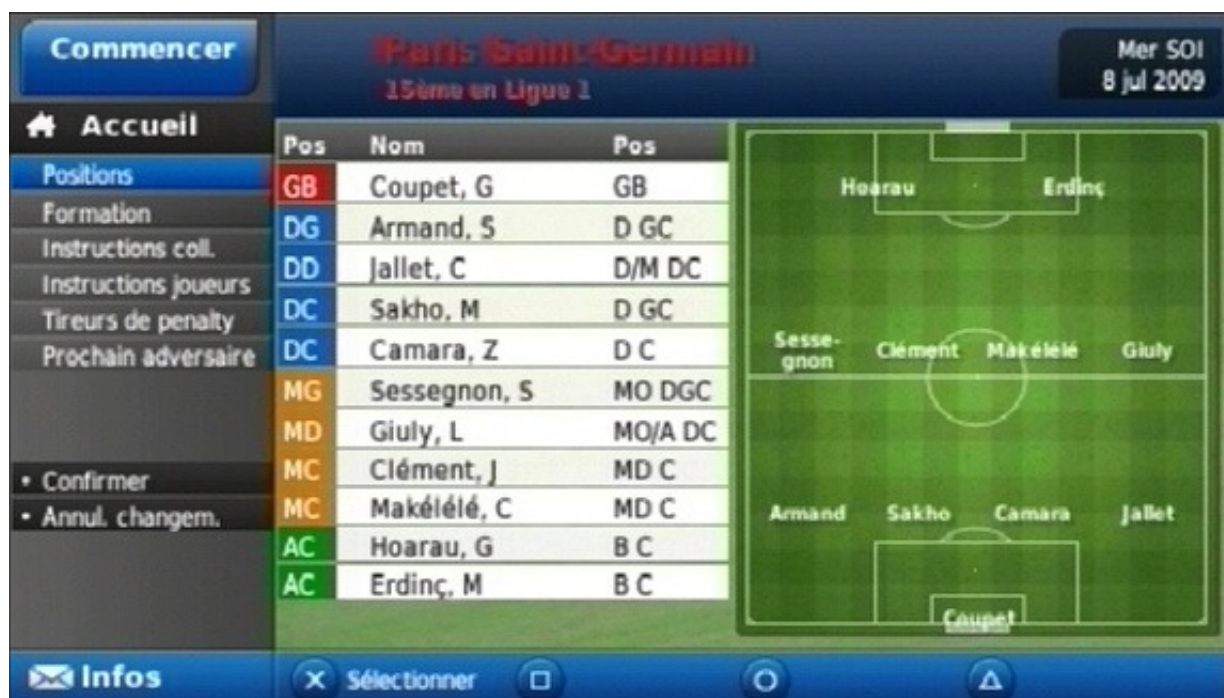 Commencer
Paris Saint-Germain
15ème en Ligue 1
Mer SOI
8 jul 2009
Accueil
Positions
Formation
Instructions coll.
Instructions joueurs
Tireurs de penalty
Prochain adversaire
• Confirmer
• Annul. changem.
Pos Nom Pos
GB Coupet, G GB
DG Armand, S D GC
DD Jallet, C D/M DC
DC Sakho, M D GC
DC Camara, Z D C
MG Sessegnon, S MO DGC
MD Giuly, L MO/A DC
MC Clément, J MD C
MC Makélélé, C MD C
AC Hoarau, G B C
AC Erdinç, M B C
Hoarau Erdinç
Sesse-
gnon Clément Makélélé Giuly
Armand Sakho Camara Jallet
Coupet
Infos
X Sélectionner